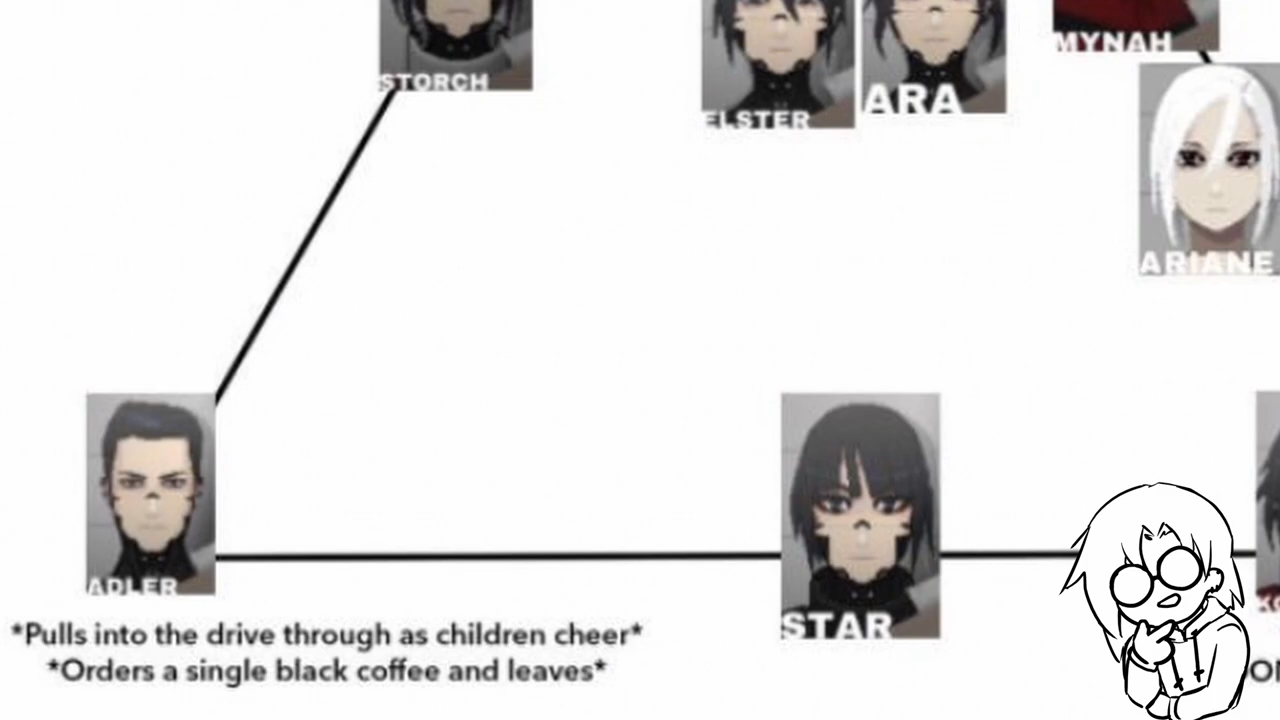 STORCH
ELSTER
ARA
MYNAH
ARIANE
ADLER
STAR
*Pulls into the drive through as children cheer*
*Orders a single black coffee and leaves*